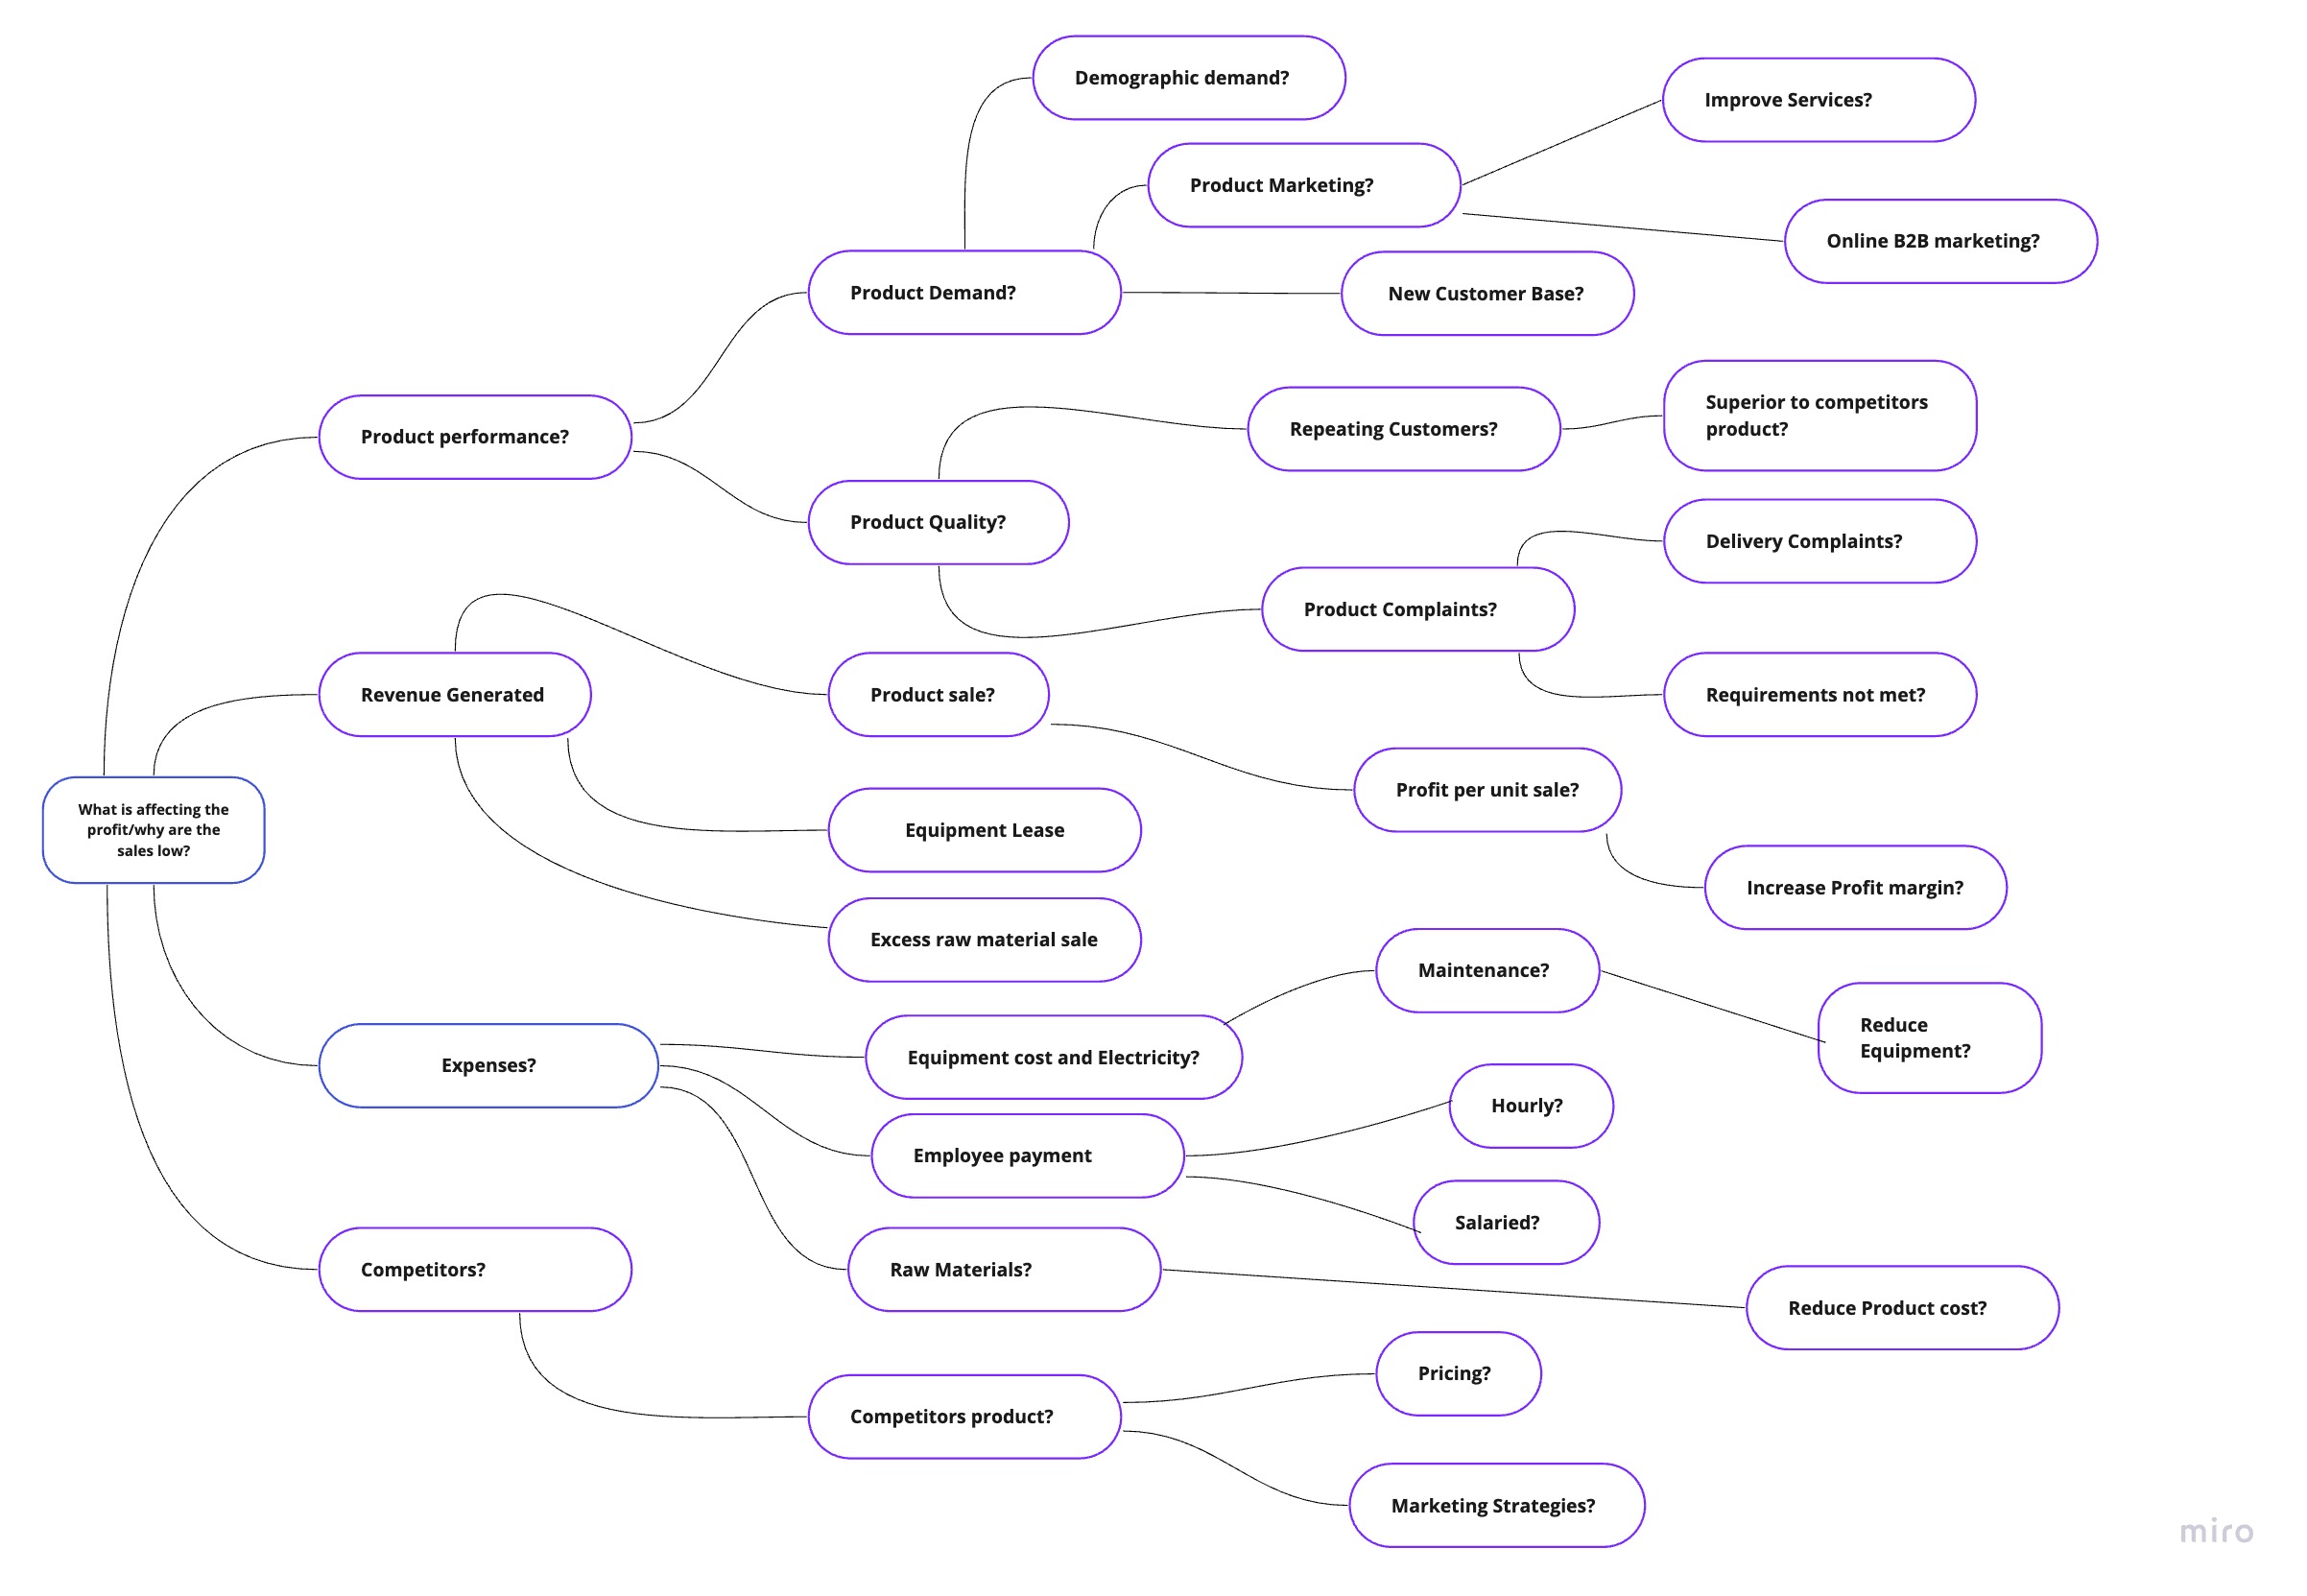 Demographic demand?
Improve Services?
Product Marketing?
Online B2B marketing?
Product Demand?
New Customer Base?
Product performance?
Repeating Customers?
Superior to competitors
product?
Product Quality?
Delivery Complaints?
Product Complaints?
Revenue Generated
Product sale?
Requirements not met?
Profit per unit sale?
What is affecting the
profit/why are the
sales low?
Equipment Lease
Increase Profit margin?
Excess raw material sale
Maintenance?
Reduce
Equipment?
Expenses?
Equipment cost and Electricity?
Hourly?
Employee payment
Salaried?
Competitors?
Raw Materials?
Reduce Product cost?
Pricing?
Competitors product?
Marketing Strategies?
miro